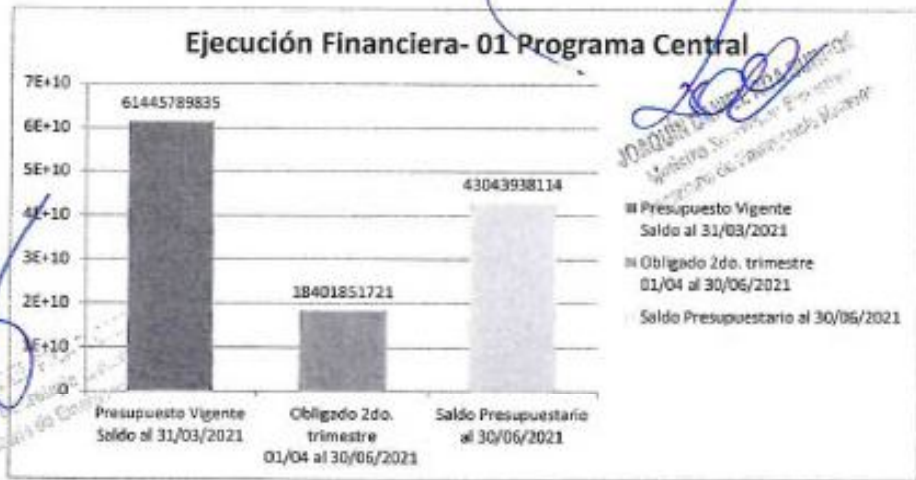 Ejecución Financiera- 01 Programa Central
7E+10
6E+10
5E+10
4E+10
3E+10
2E+10
1E+10
0
61445789835
18401851721
43043938114
Presupuesto Vigente
Saldo al 31/03/2021
Obligado 2do.
trimestre
01/04 al 30/06/2021
Saldo Presupuestario
al 30/06/2021
JOAQUIN
Presupuesto Vigente
Saldo al 31/03/2021
Obligado 2do. trimestre
01/04 al 30/06/2021
Saldo Presupuestario al 30/06/2021